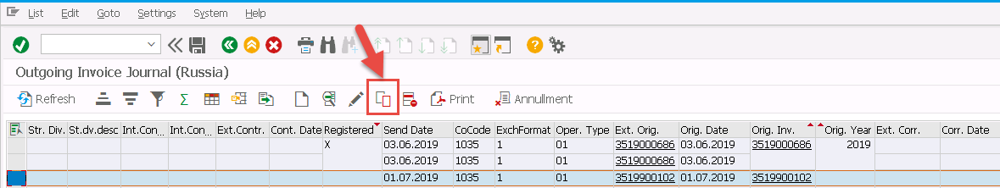 List Edit Goto Settings System Help
Outgoing Invoice Journal (Russia)
Refresh Σ Print Annullment
Str. Div. St.dv.desc Int.Con... Int.Con... Ext.Contr. Cont. Date Registered Send Date CoCode ExchFormat Oper. Type Ext. Orig. Orig. Date Orig. Inv. Orig. Year Ext. Corr. Corr. Date
X 03.06.2019 1035 1 01 3519000686 03.06.2019 3519000686 2019
03.06.2019 3519000686 03.06.2019
01.07.2019 1035 1 01 3519900102 01.07.2019 3519900102